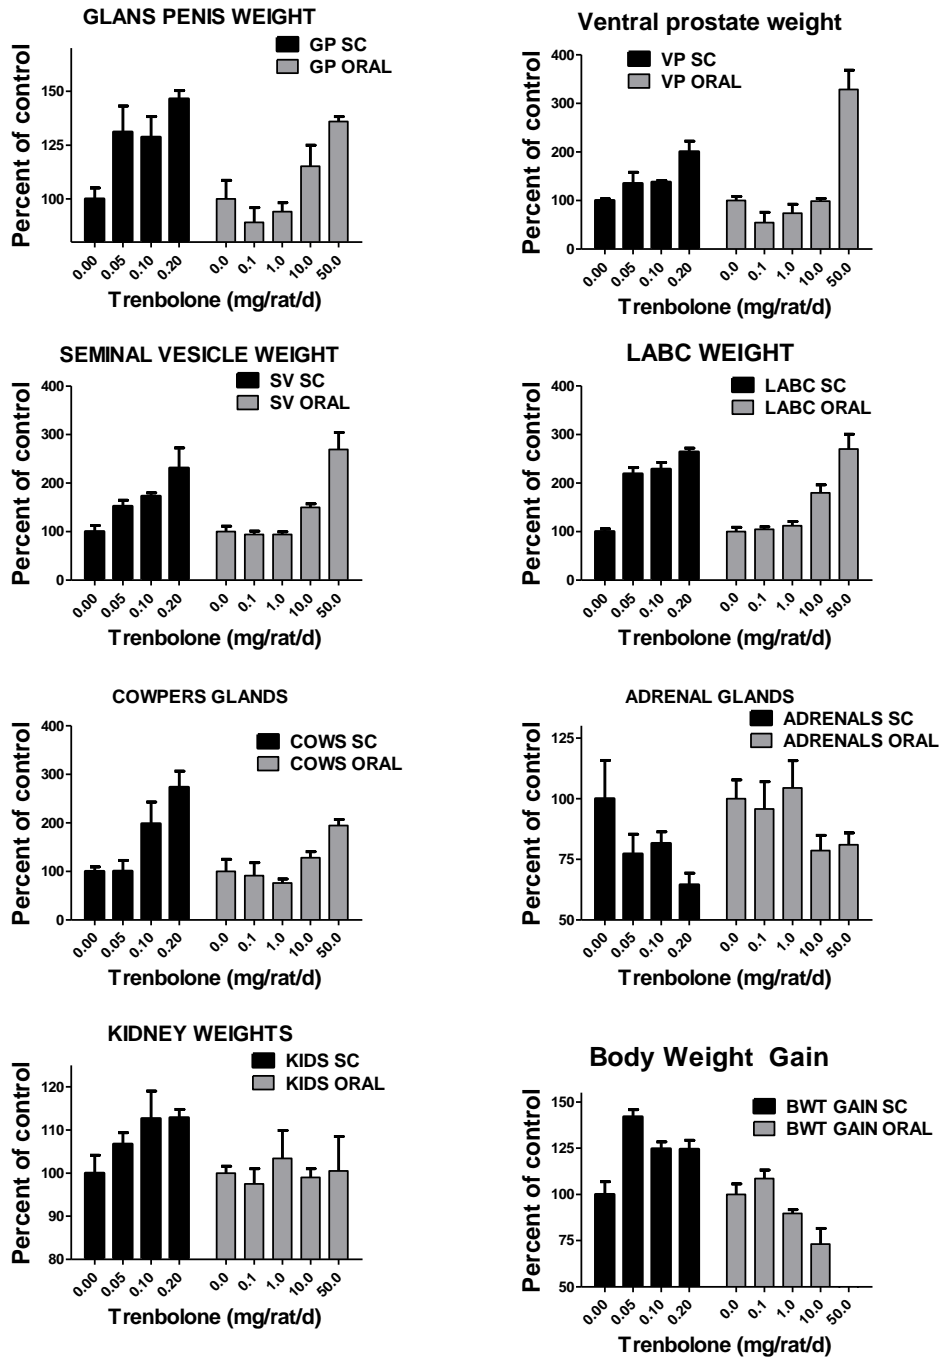 GLANS PENIS WEIGHT
GP SC
GP ORAL
Percent of control
150
125
100
0.00 0.05 0.10 0.20 0.0 0.1 1.0 10.0 50.0
Trenbolone (mg/rat/d)
Ventral prostate weight
VP SC
VP ORAL
Percent of control
400
300
200
100
0
0.00 0.05 0.10 0.20 0.0 0.1 1.0 10.0 50.0
Trenbolone (mg/rat/d)
SEMINAL VESICLE WEIGHT
SV SC
SV ORAL
Percent of control
400
300
200
100
0
0.00 0.05 0.10 0.20 0.0 0.1 1.0 10.0 50.0
Trenbolone (mg/rat/d)
LABC WEIGHT
LABC SC
LABC ORAL
Percent of control
400
300
200
100
0
0.00 0.05 0.10 0.20 0.0 0.1 1.0 10.0 50.0
Trenbolone (mg/rat/d)
COWPERS GLANDS
COWS SC
COWS ORAL
Percent of control
400
300
200
100
0
0.00 0.05 0.10 0.20 0.0 0.1 1.0 10.0 50.0
Trenbolone (mg/rat/d)
ADRENAL GLANDS
ADRENALS SC
ADRENALS ORAL
Percent of control
125
100
75
50
0.00 0.05 0.10 0.20 0.0 0.1 1.0 10.0 50.0
Trenbolone (mg/rat/d)
KIDNEY WEIGHTS
KIDS SC
KIDS ORAL
Percent of control
120
110
100
90
80
0.00 0.05 0.10 0.20 0.0 0.1 1.0 10.0 50.0
Trenbolone (mg/rat/d)
Body Weight Gain
BWT GAIN SC
BWT GAIN ORAL
Percent of control
150
125
100
75
50
0.00 0.05 0.10 0.20 0.0 0.1 1.0 10.0 50.0
Trenbolone (mg/rat/d)